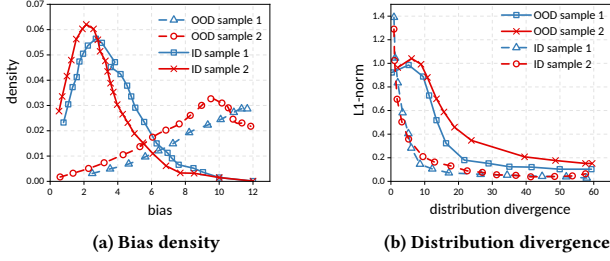 (a)
0.07
0.06
0.05
0.04
0.03
0.02
0.01
0.00
0
2
4
6
8
10
12
density
bias
OOD sample 1
OOD sample 2
ID sample 1
ID sample 2
(a) Bias density
(b)
1.4
1.2
1.0
0.8
0.6
0.4
0.2
0.0
0
10
20
30
40
50
60
L1-norm
distribution divergence
OOD sample 1
OOD sample 2
ID sample 1
ID sample 2
(b) Distribution divergence